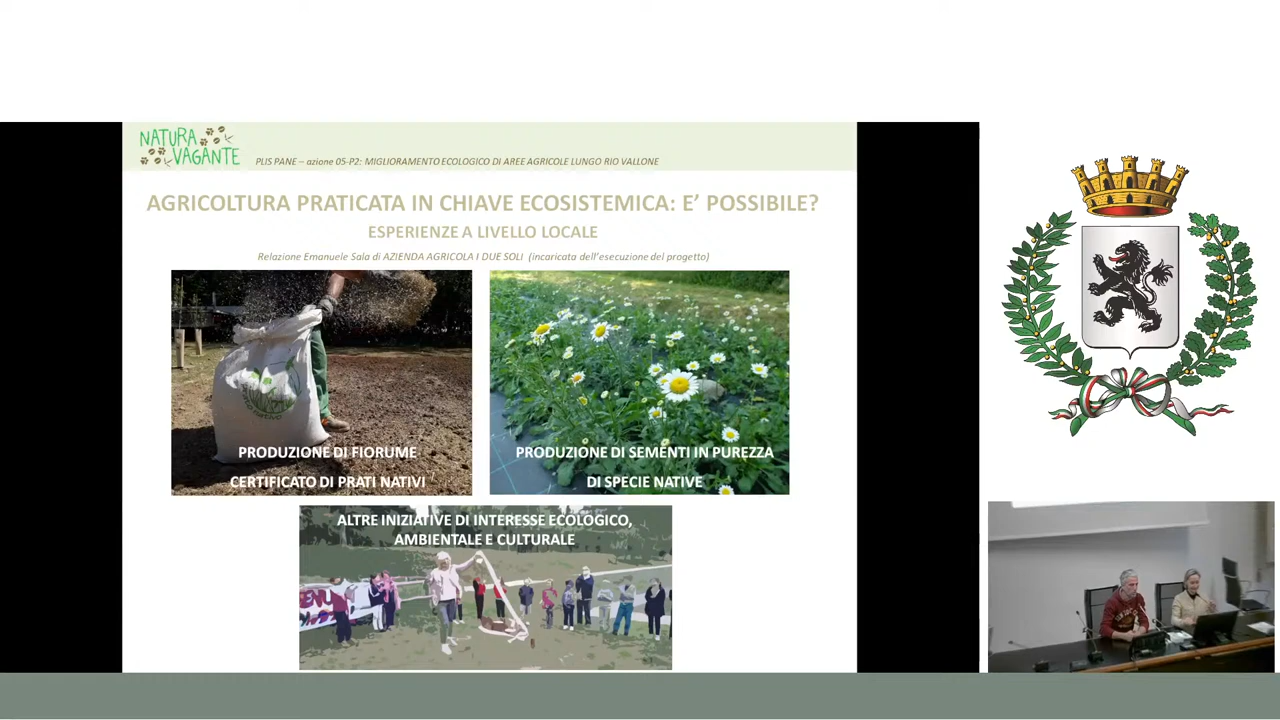 NATURA
VAGANTE
PLIS PANE – azione 05-P2: MIGLIORAMENTO ECOLOGICO DI AREE AGRICOLE LUNGO RIO VALLONE
AGRICOLTURA PRATICATA IN CHIAVE ECOSISTEMICA: E’ POSSIBILE?
ESPERIENZE A LIVELLO LOCALE
Relazione Emanuele Sala di AZIENDA AGRICOLA I DUE SOLI (incaricata dell’esecuzione del progetto)
PRODUZIONE DI FIORUME
CERTIFICATO DI PRATI NATIVI
PRODUZIONE DI SEMENTI IN PUREZZA
DI SPECIE NATIVE
ALTRE INIZIATIVE DI INTERESSE ECOLOGICO,
AMBIENTALE E CULTURALE